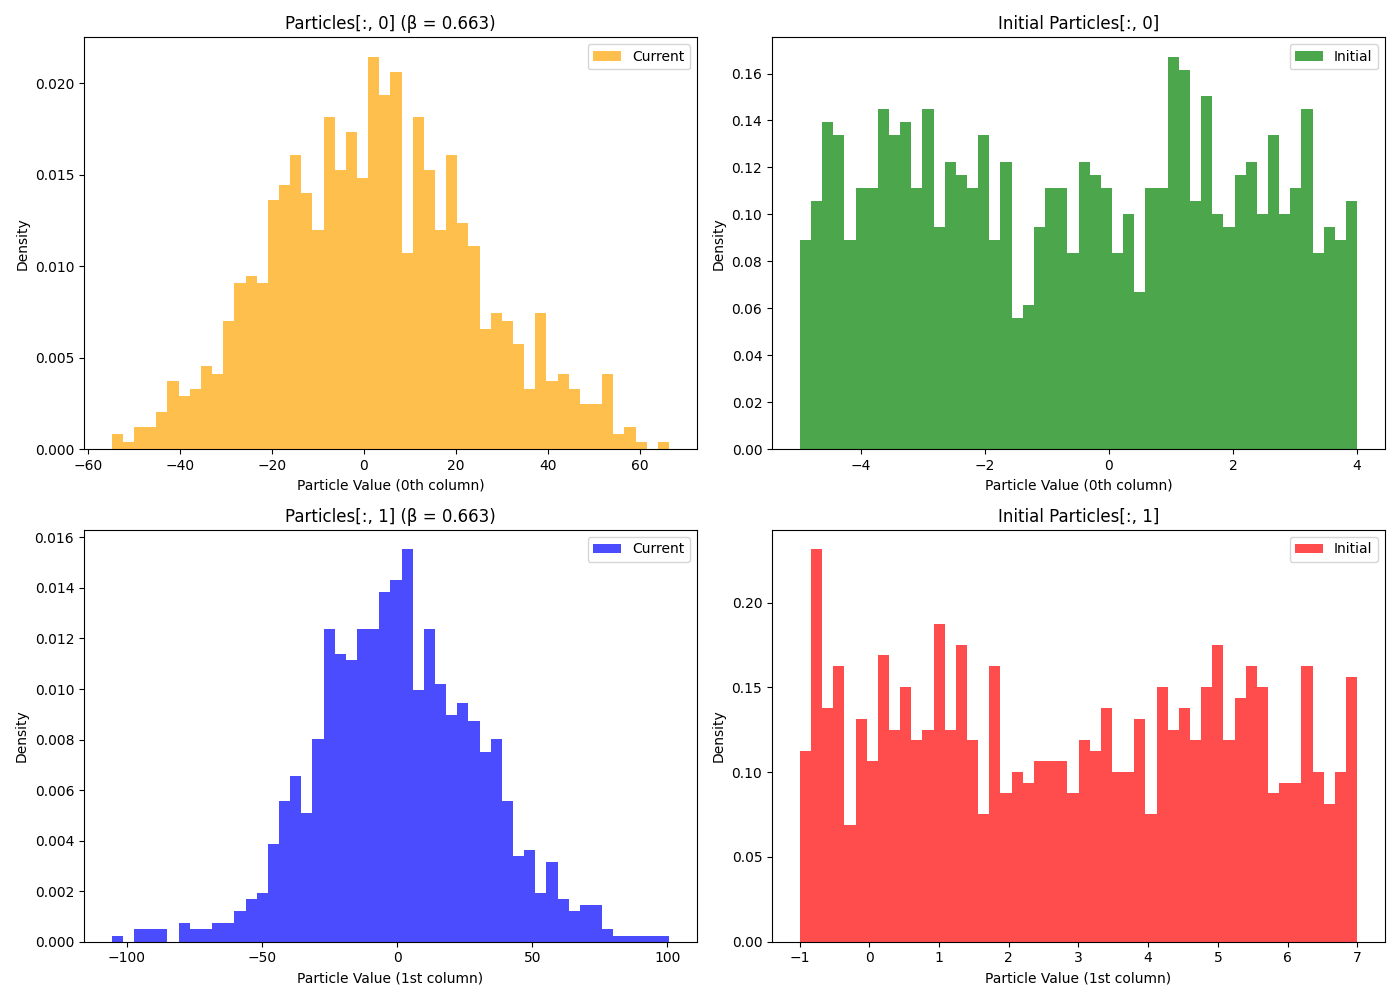 Particles[:, 0] (β = 0.663)
Current
0.020
0.015
0.010
0.005
0.000
Density
−60 −40 −20 0 20 40 60
Particle Value (0th column)
Initial Particles[:, 0]
Initial
0.16
0.14
0.12
0.10
0.08
0.06
0.04
0.02
0.00
Density
−4 −2 0 2 4
Particle Value (0th column)
Particles[:, 1] (β = 0.663)
Current
0.016
0.014
0.012
0.010
0.008
0.006
0.004
0.002
0.000
Density
−100 −50 0 50 100
Particle Value (1st column)
Initial Particles[:, 1]
Initial
0.20
0.15
0.10
0.05
0.00
Density
−1 0 1 2 3 4 5 6 7
Particle Value (1st column)